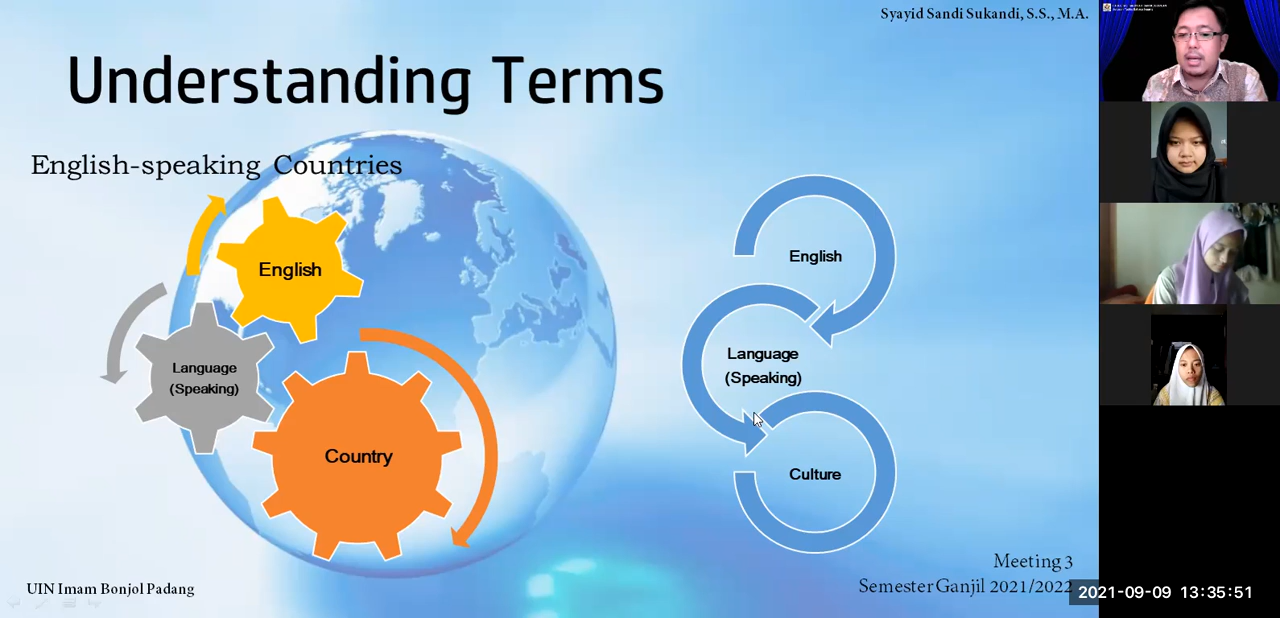 Syayid Sandi Sukandi, S.S., M.A.
Understanding Terms
English-speaking Countries
English
Language
(Speaking)
Country
English
Language
(Speaking)
Culture
UIN Imam Bonjol Padang
Meeting 3
Semester Ganjil 2021/2022
2021-09-09 13:35:51